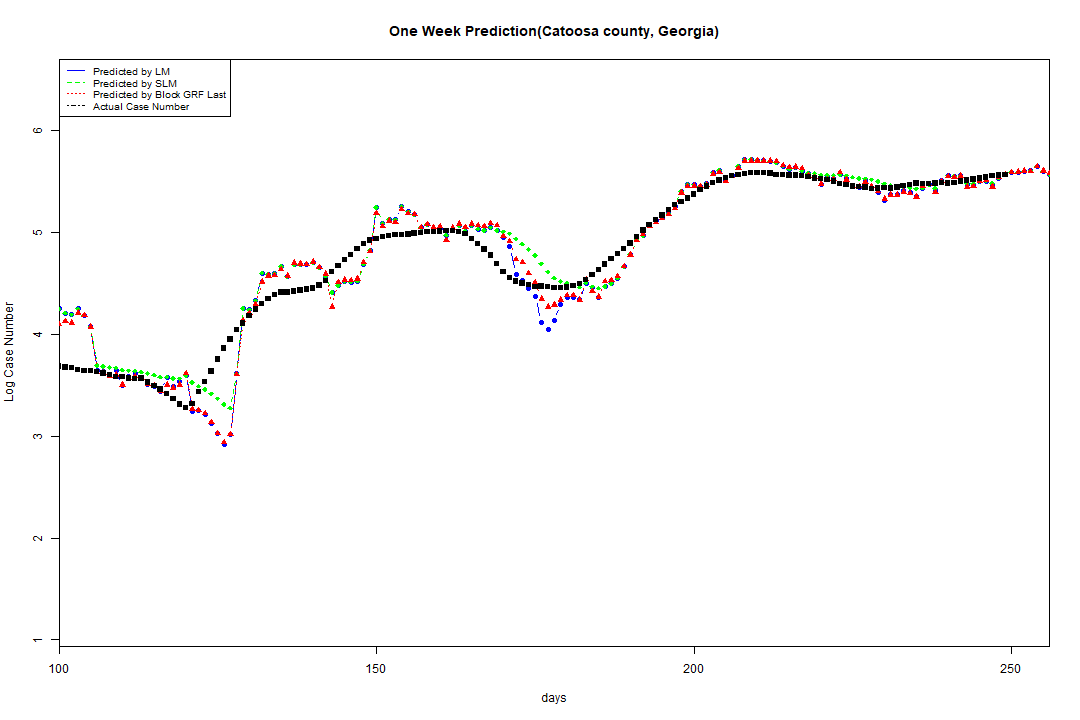 One Week Prediction(Catoosa county, Georgia)
Predicted by LM
Predicted by SLM
Predicted by Block GRF Last
Actual Case Number
6
5
4
3
2
1
Log Case Number
100
150
200
250
days